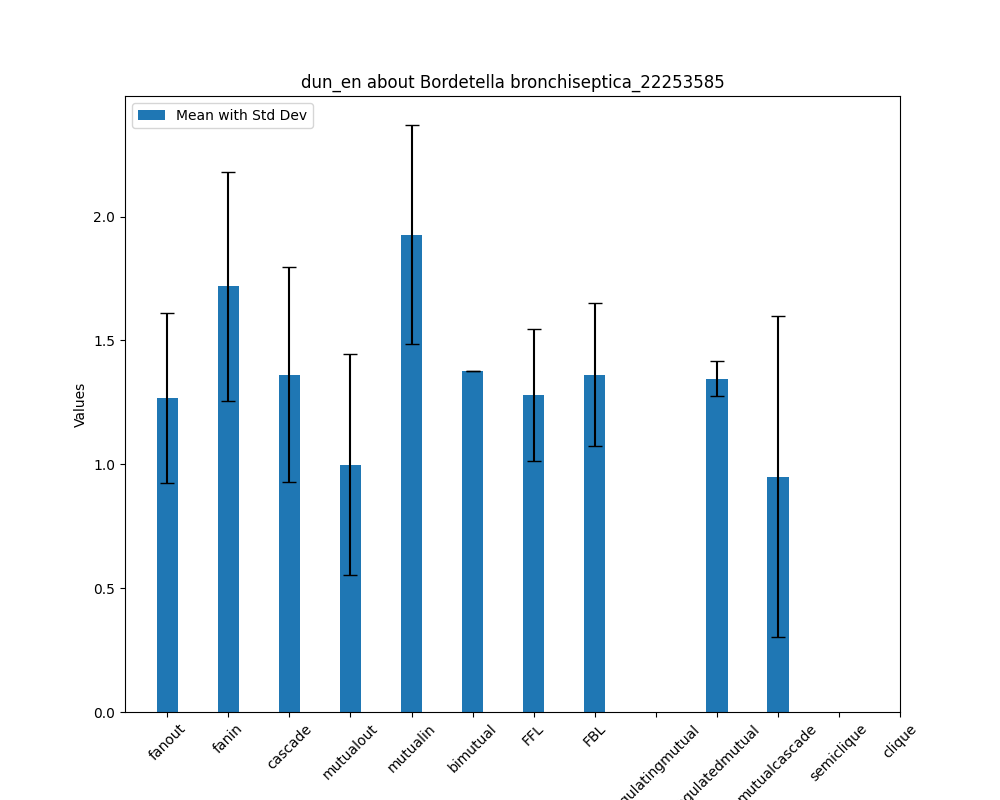 dun_en about Bordetella bronchiseptica_22253585
Mean with Std Dev
Values
2.0
1.5
1.0
0.5
0.0
fanout
fanin
cascade
mutualout
mutualin
bimutual
FFL
FBL
gulatingmutual
gulatedmutual
mutualcascade
semiclique
clique